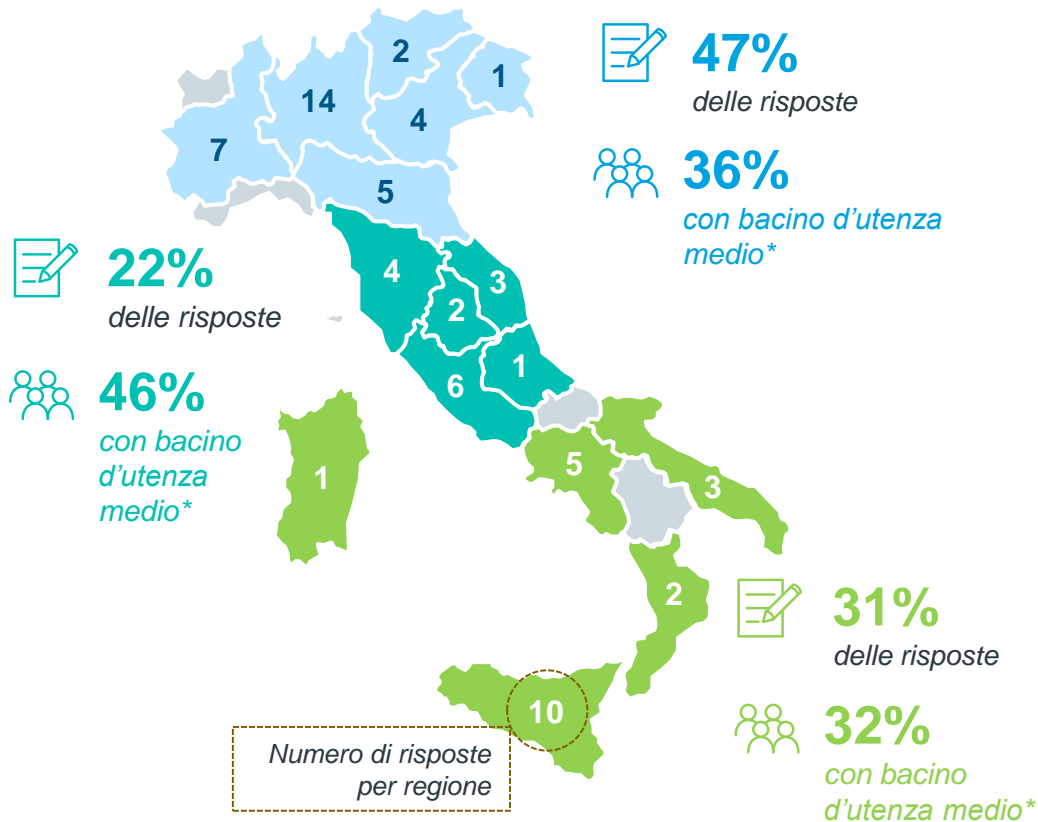 2
1
14
4
7
5
47%
delle risposte
36%
con bacino d'utenza
medio*
22%
delle risposte
46%
con bacino
d'utenza
medio*
4
3
2
1
6
1
5
3
2
10
Numero di risposte
per regione
31%
delle risposte
32%
con bacino
d'utenza medio*